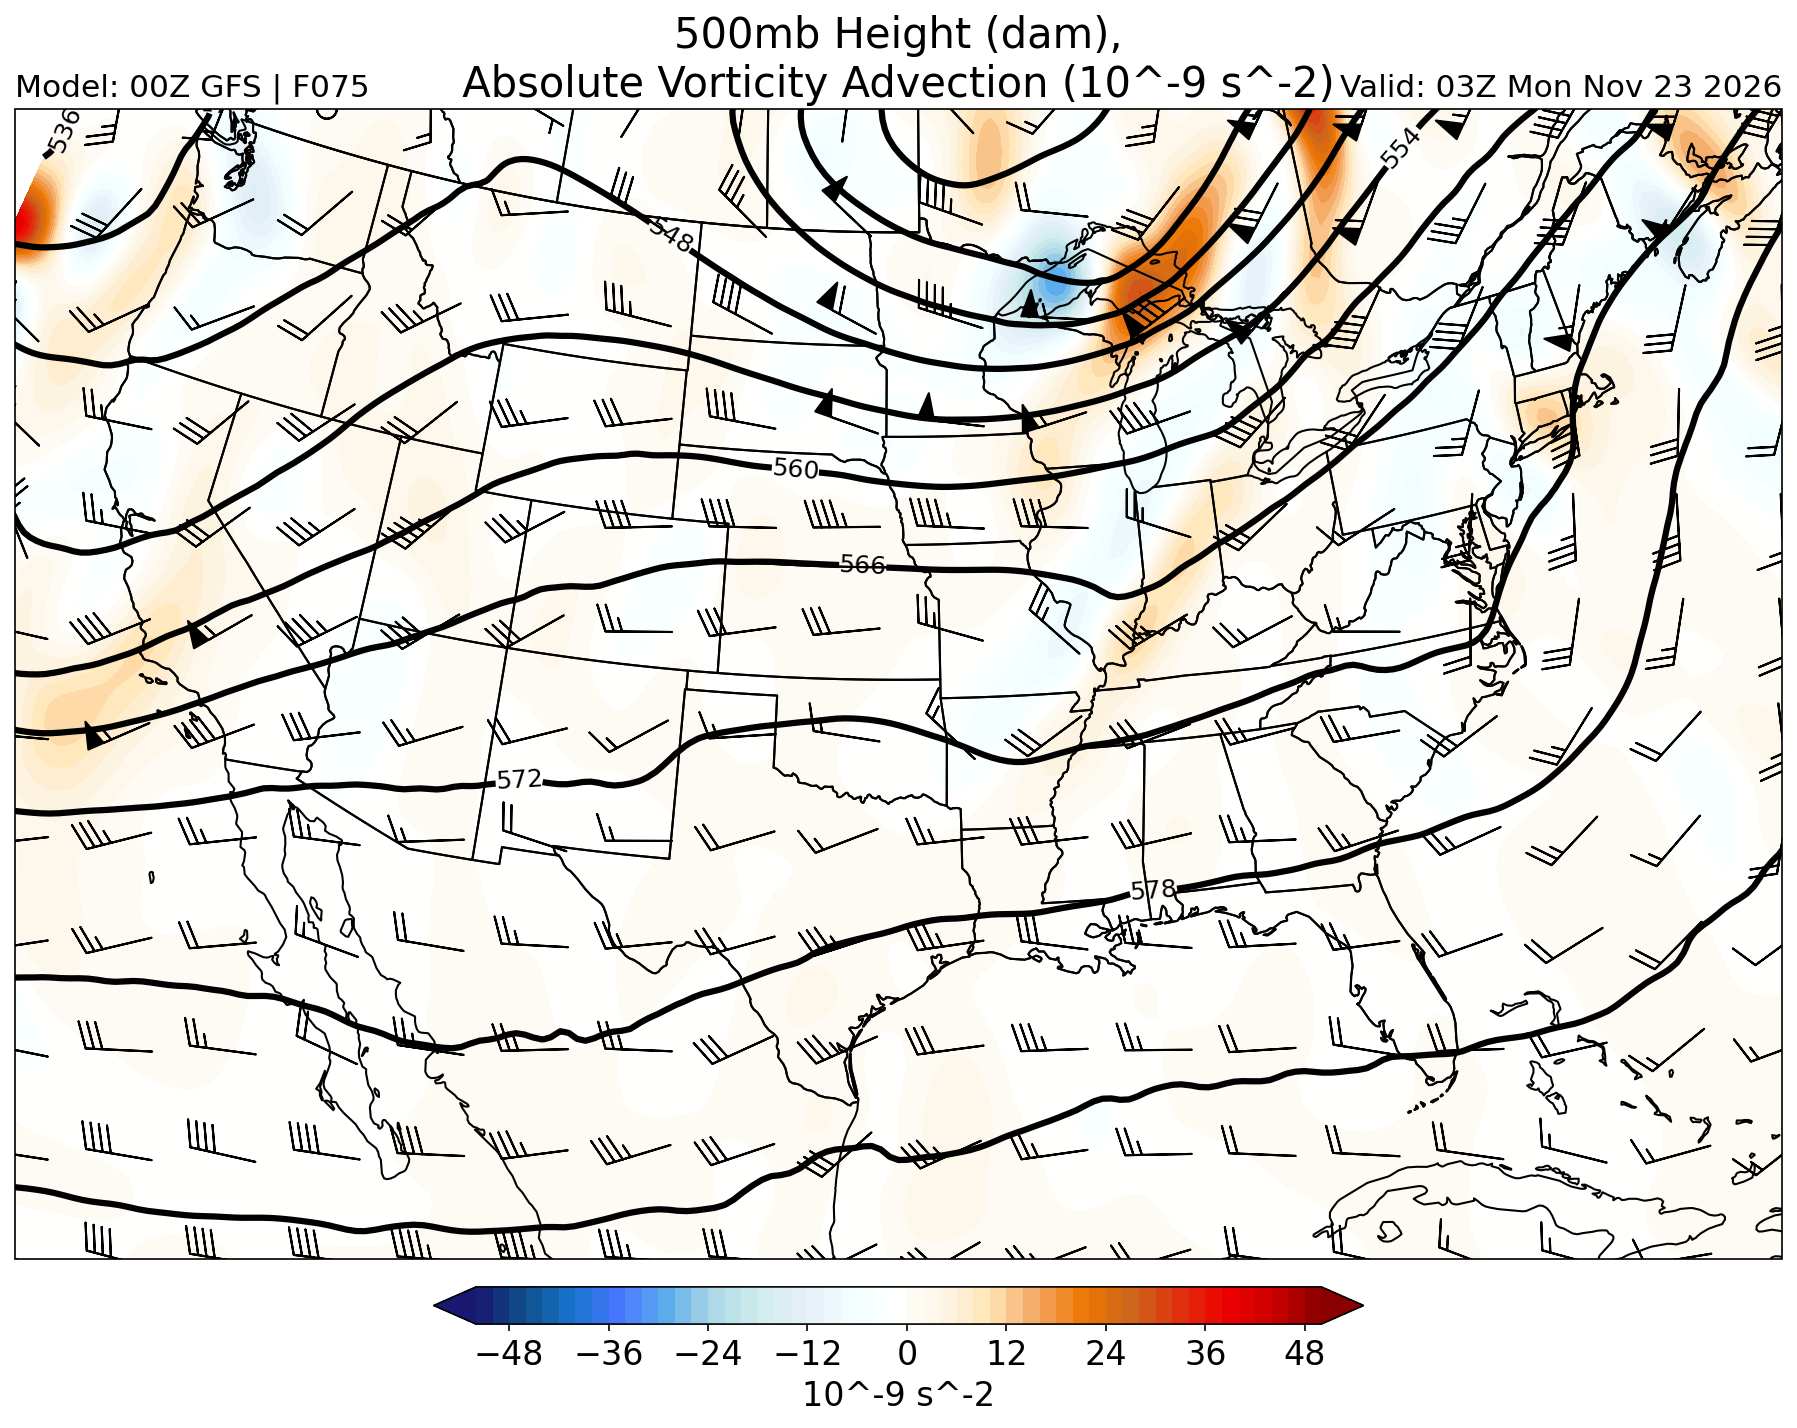 500mb Height (dam),
Model: 00Z GFS | F075
Absolute Vorticity Advection (10^-9 s^-2)
Valid: 03Z Mon Nov 23 2026
536
554
548
560
566
572
578
−48 −36 −24 −12 0 12 24 36 48
10^-9 s^-2